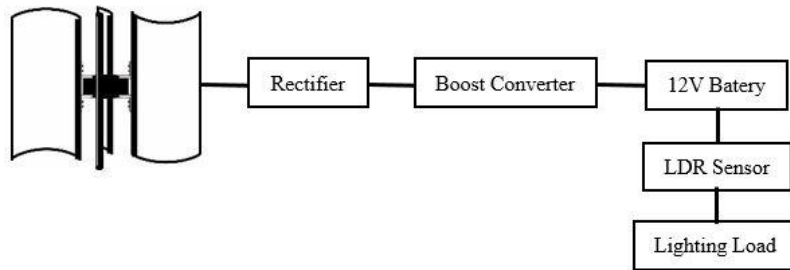 Rectifier
Boost Converter
12V Batery
LDR Sensor
Lighting Load